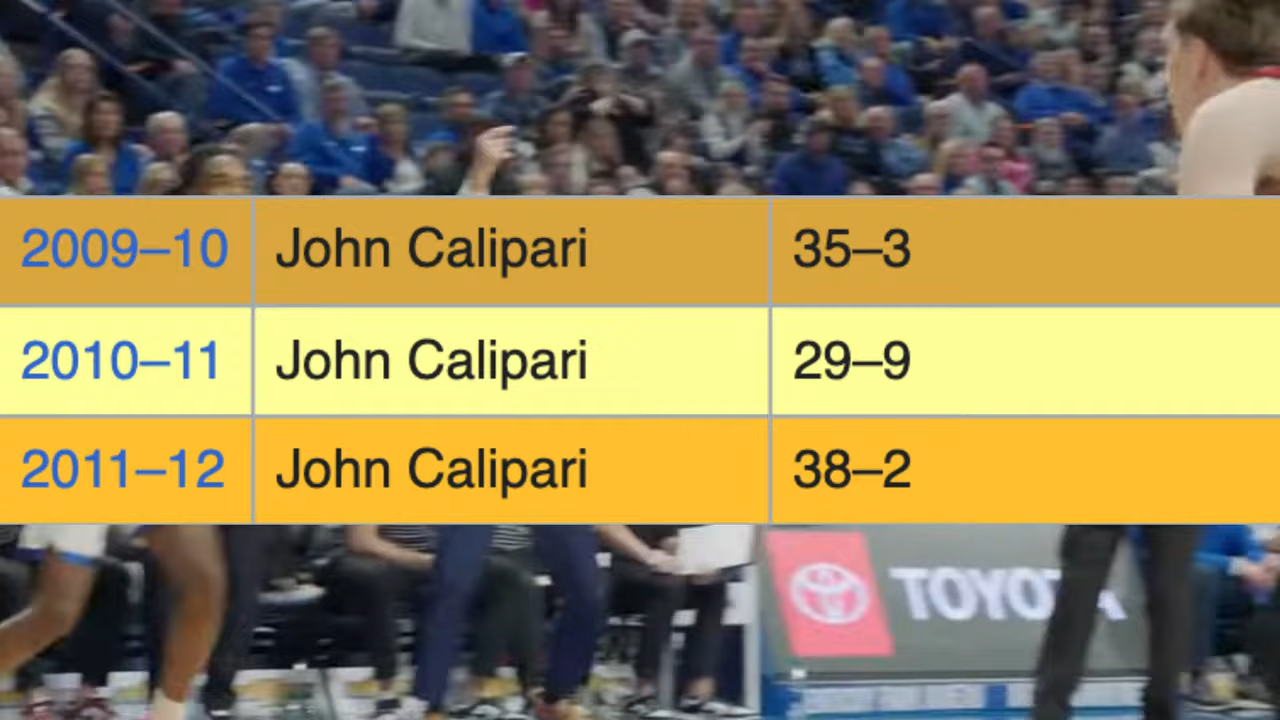 2009–10 John Calipari 35–3
2010–11 John Calipari 29–9
2011–12 John Calipari 38–2
TOYOTA